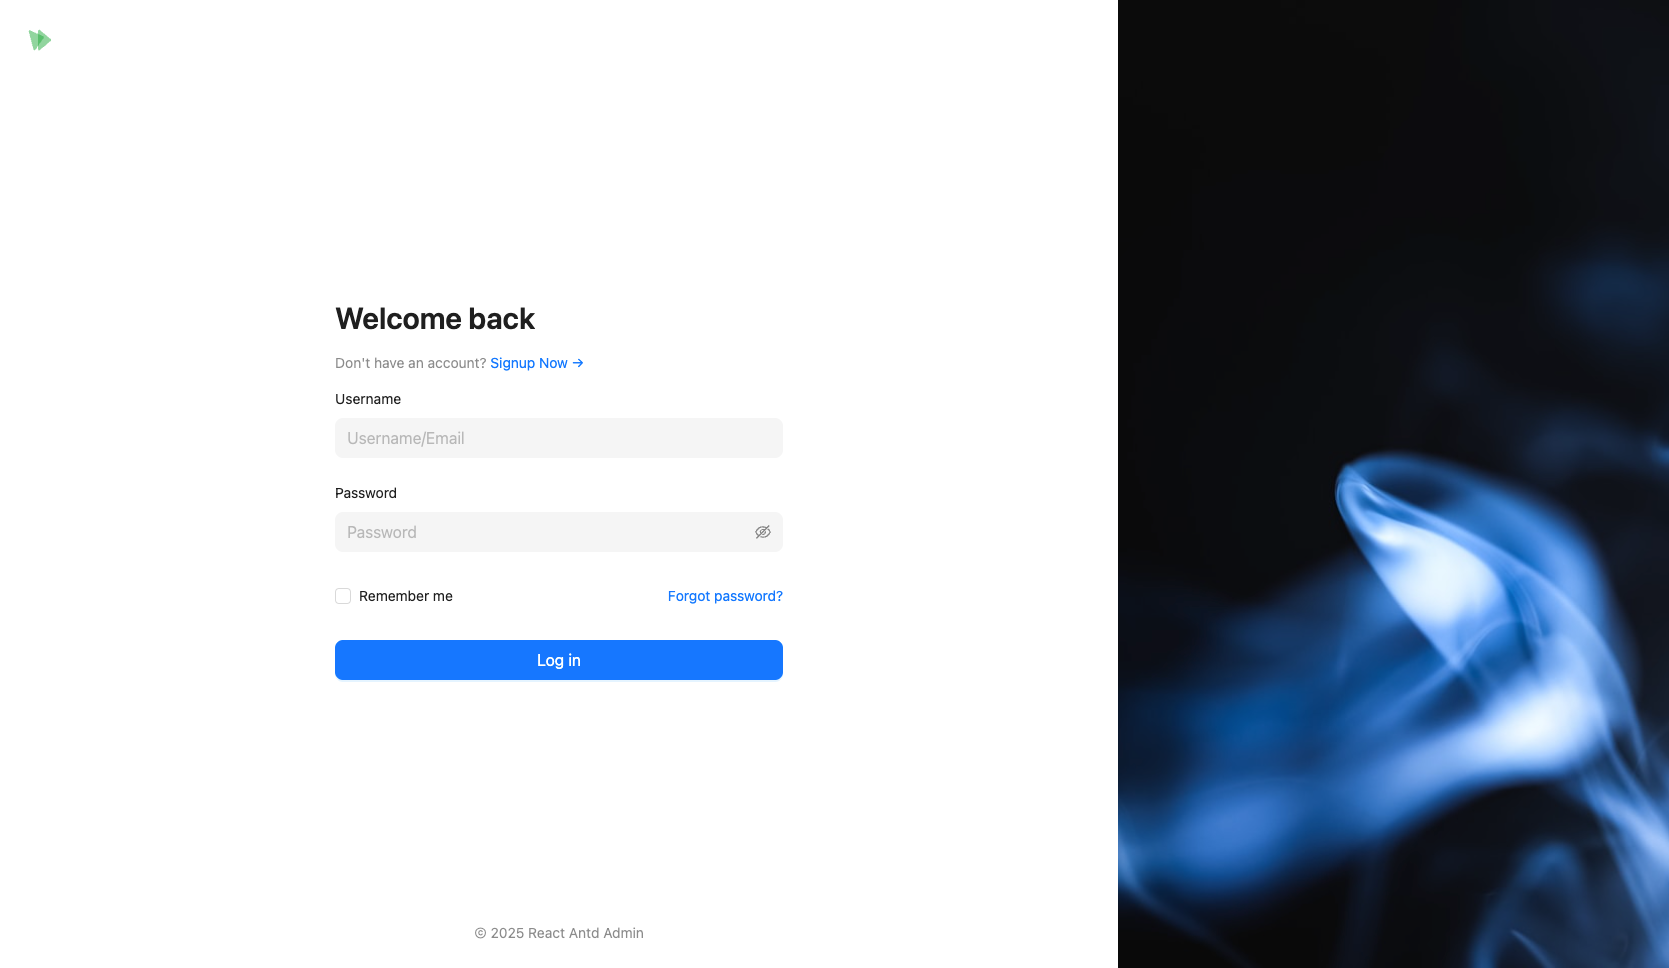 Welcome back
Don't have an account? Signup Now →
Username
Username/Email
Password
Password
Remember me
Forgot password?
Log in
© 2025 React Antd Admin